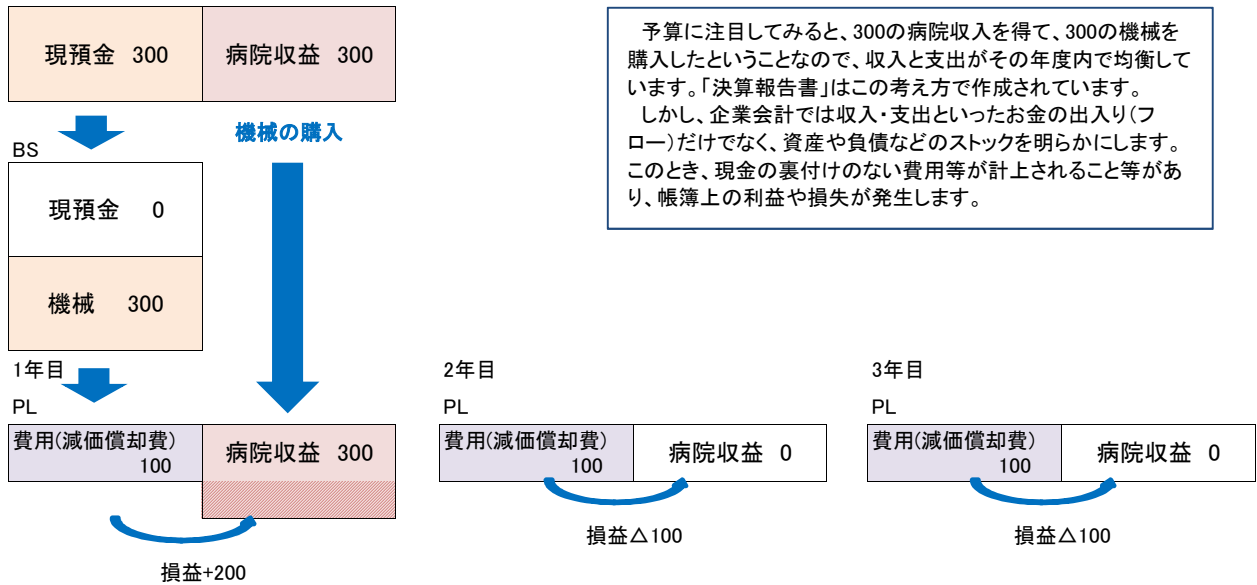 現預金 300
病院収益 300
予算に注目してみると、300の病院収入を得て、300の機械を
購入したということなので、収入と支出がその年度内で均衡して
います。「決算報告書」はこの考え方で作成されています。
しかし、企業会計では収入・支出といったお金の出入り(フ
ロー)だけでなく、資産や負債などのストックを明らかにします。
このとき、現金の裏付けのない費用等が計上されること等があ
り、帳簿上の利益や損失が発生します。
機械の購入
BS
現預金 0
機械 300
1年目
PL
費用(減価償却費)
100
病院収益 300
損益+200
2年目
PL
費用(減価償却費)
100
病院収益 0
損益△100
3年目
PL
費用(減価償却費)
100
病院収益 0
損益△100